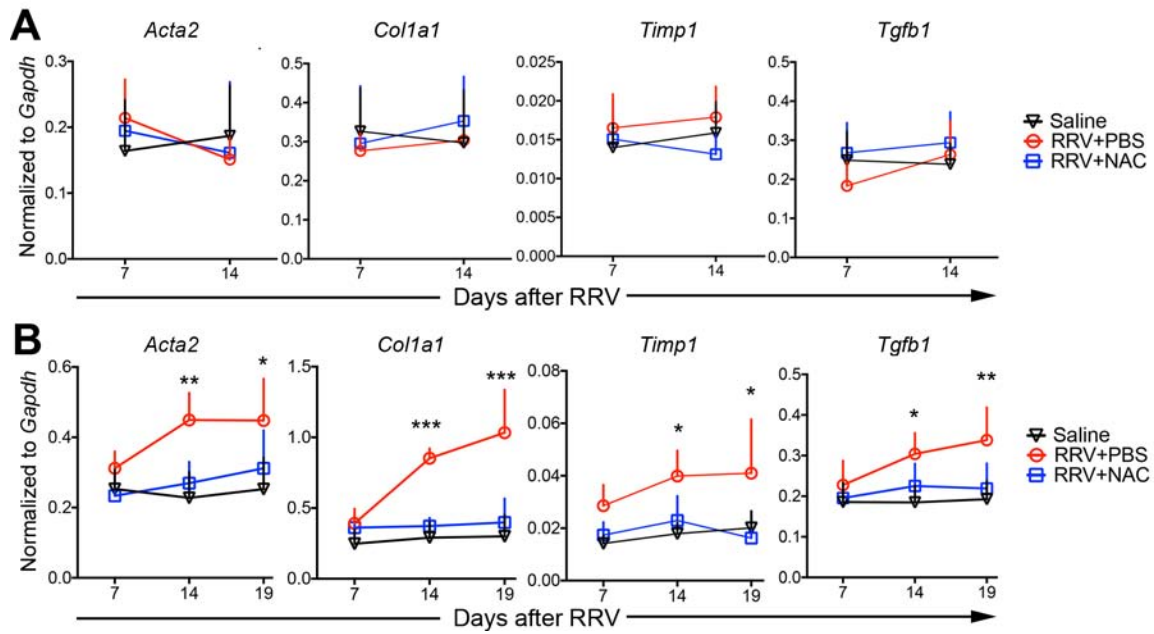 A
Acta2
Col1a1
Timp1
Tgfb1
Normalized to Gapdh
0.3
0.2
0.1
0.0
7
14
0.5
0.4
0.3
0.2
0.1
0.0
7
14
0.025
0.020
0.015
0.010
0.005
0.000
7
14
0.5
0.4
0.3
0.2
0.1
0.0
7
14
Saline
RRV+PBS
RRV+NAC
Days after RRV
B
Acta2
Col1a1
Timp1
Tgfb1
Normalized to Gapdh
0.6
0.4
0.2
0.0
** *
7 14 19
1.5
1.0
0.5
0.0
*** ***
7 14 19
0.08
0.06
0.04
0.02
0.00
* *
7 14 19
0.5
0.4
0.3
0.2
0.1
0.0
* **
7 14 19
Saline
RRV+PBS
RRV+NAC
Days after RRV